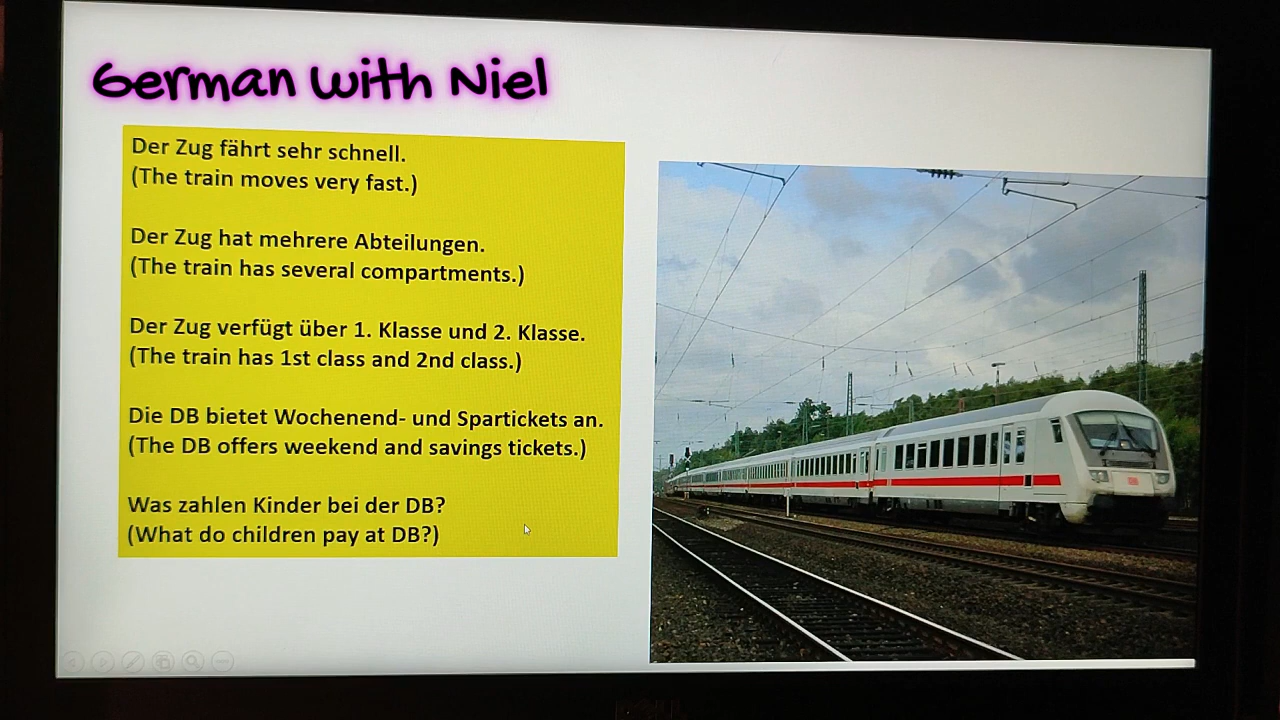 German with Niel
Der Zug fährt sehr schnell.
(The train moves very fast.)
Der Zug hat mehrere Abteilungen.
(The train has several compartments.)
Der Zug verfügt über 1. Klasse und 2. Klasse.
(The train has 1st class and 2nd class.)
Die DB bietet Wochenend- und Spartickets an.
(The DB offers weekend and savings tickets.)
Was zahlen Kinder bei der DB?
(What do children pay at DB?)
DB